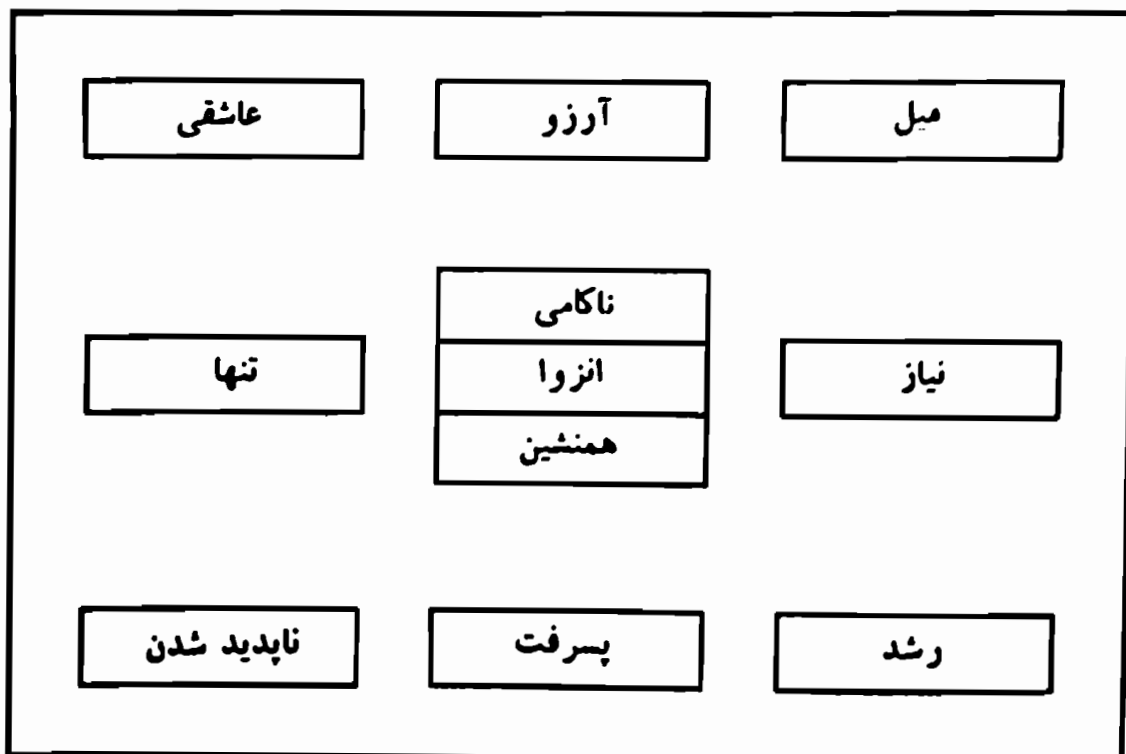 میل
آرزو
عاشقی
نیاز
ناکامی
انزوا
همنشین
تنها
رشد
پسرفت
ناپدید شدن